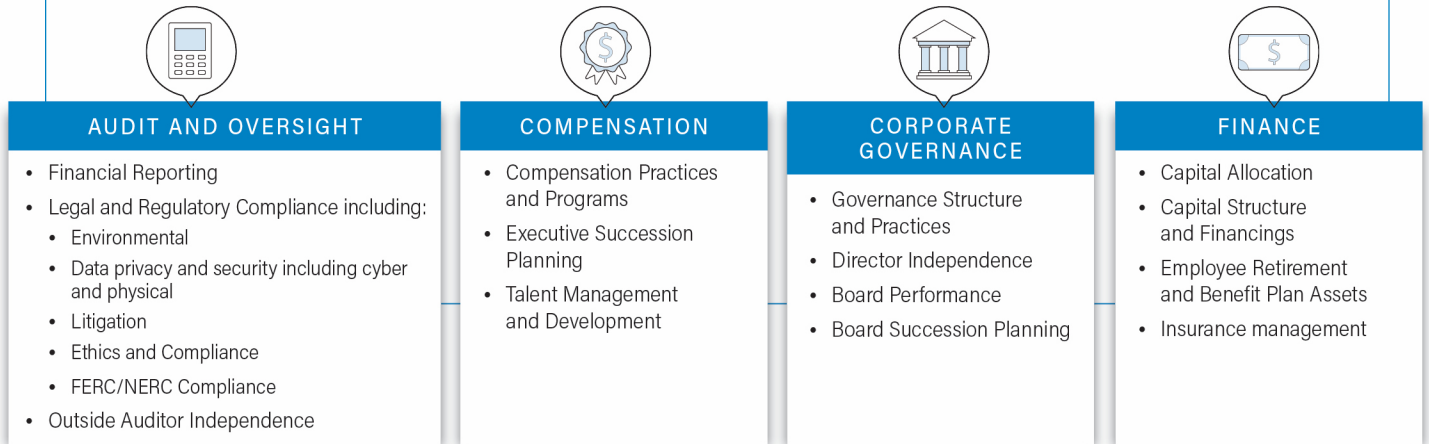 AUDIT AND OVERSIGHT
• Financial Reporting
• Legal and Regulatory Compliance including:
• Environmental
• Data privacy and security including cyber
and physical
• Litigation
• Ethics and Compliance
• FERC/NERC Compliance
• Outside Auditor Independence
COMPENSATION
• Compensation Practices
and Programs
• Executive Succession
Planning
• Talent Management
and Development
CORPORATE
GOVERNANCE
• Governance Structure
and Practices
• Director Independence
• Board Performance
• Board Succession Planning
FINANCE
• Capital Allocation
• Capital Structure
and Financings
• Employee Retirement
and Benefit Plan Assets
• Insurance management